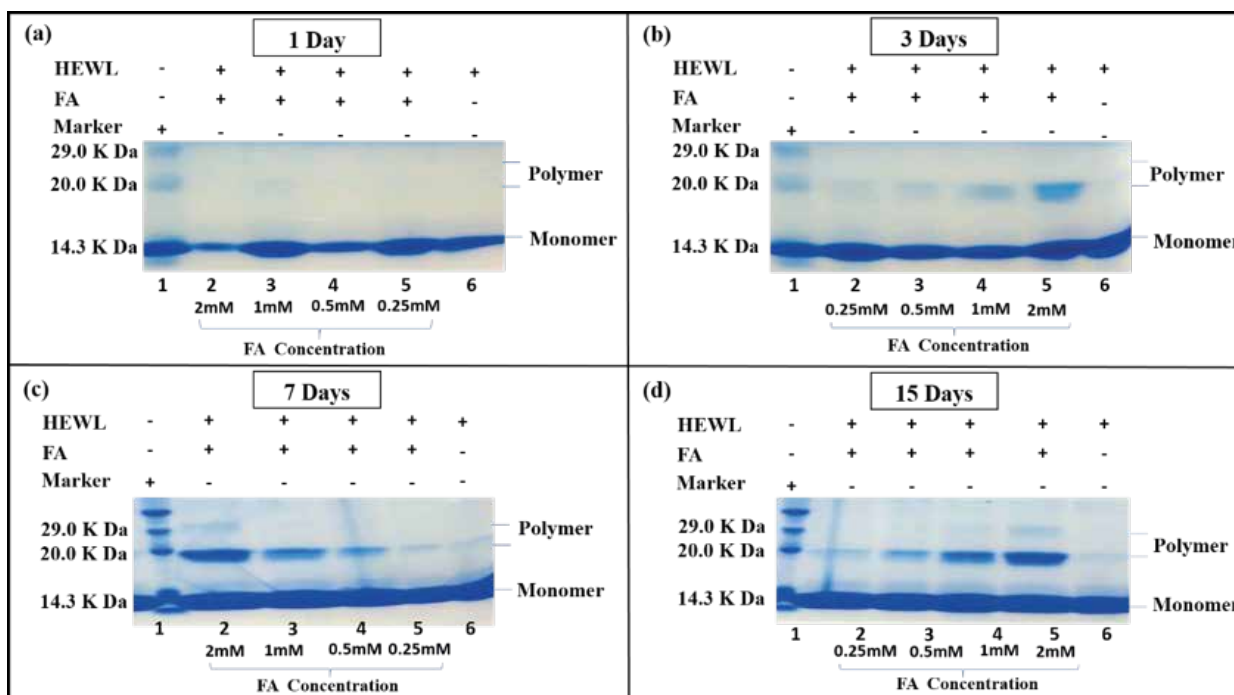 (a)
1 Day
HEWL - + + + + +
FA - + + + + -
Marker + - - - - -
29.0 K Da
20.0 K Da
14.3 K Da
Polymer
Monomer
1 2 3 4 5 6
2mM 1mM 0.5mM 0.25mM
FA Concentration
(b)
3 Days
HEWL - + + + + +
FA - + + + + -
Marker + - - - - -
29.0 K Da
20.0 K Da
14.3 K Da
Polymer
Monomer
1 2 3 4 5 6
0.25mM 0.5mM 1mM 2mM
FA Concentration
(c)
7 Days
HEWL - + + + + +
FA - + + + + -
Marker + - - - - -
29.0 K Da
20.0 K Da
14.3 K Da
Polymer
Monomer
1 2 3 4 5 6
2mM 1mM 0.5mM 0.25mM
FA Concentration
(d)
15 Days
HEWL - + + + + +
FA - + + + + -
Marker + - - - - -
29.0 K Da
20.0 K Da
14.3 K Da
Polymer
Monomer
1 2 3 4 5 6
0.25mM 0.5mM 1mM 2mM
FA Concentration